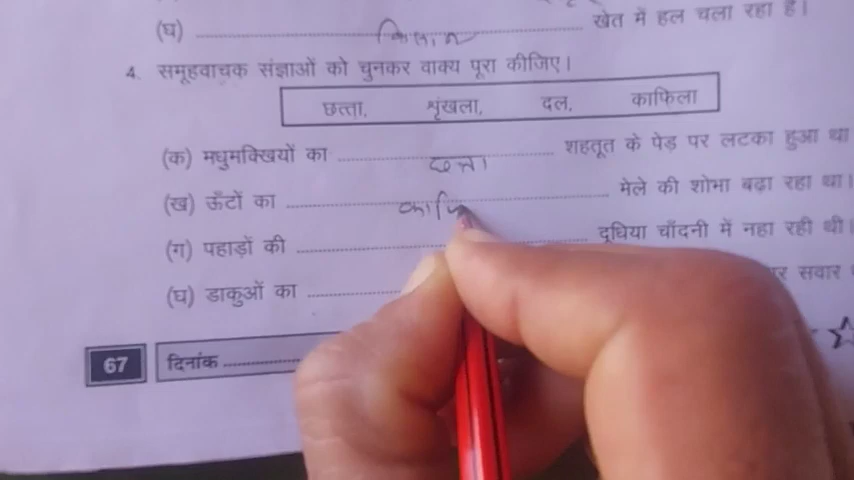 (घ) किसान खेत में हल चला रहा है।
4. समूहवाचक संज्ञाओं को चुनकर वाक्य पूरा कीजिए।
छत्ता, शृंखला, दल, काफिला
(क) मधुमक्खियों का छत्ता शहतूत के पेड़ पर लटका हुआ था
(ख) ऊँटों का काफि मेले की शोभा बढ़ा रहा था।
(ग) पहाड़ों की दूधिया चाँदनी में नहा रही थी।
(घ) डाकुओं का सवार
67 दिनांक